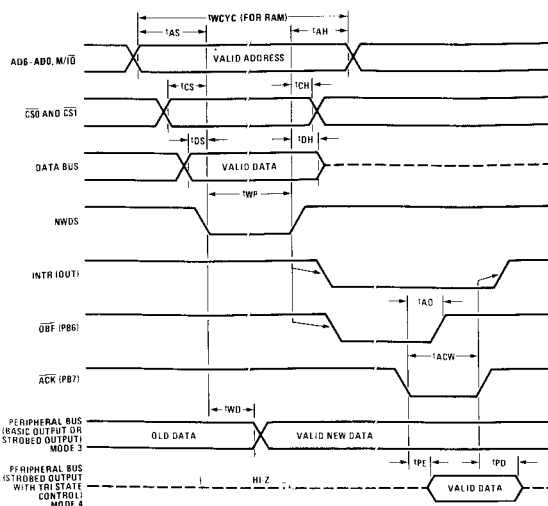 tWCYC (FOR RAM)
tAS
tAH
AD6-AD0, M/IO
VALID ADDRESS
tCS
tCH
CS0 AND CS1
tDS
tDH
DATA BUS
VALID DATA
tWP
NWDS
INTR (OUT)
tAO
OBF (PB6)
tACW
ACK (PB7)
tWD
PERIPHERAL BUS
(BASIC OUTPUT OR
STROBED OUTPUT)
MODE 3
OLD DATA
VALID NEW DATA
tPE
tPD
PERIPHERAL BUS
(STROBED OUTPUT
WITH TRI STATE
CONTROL)
MODE 4
HI-Z
VALID DATA